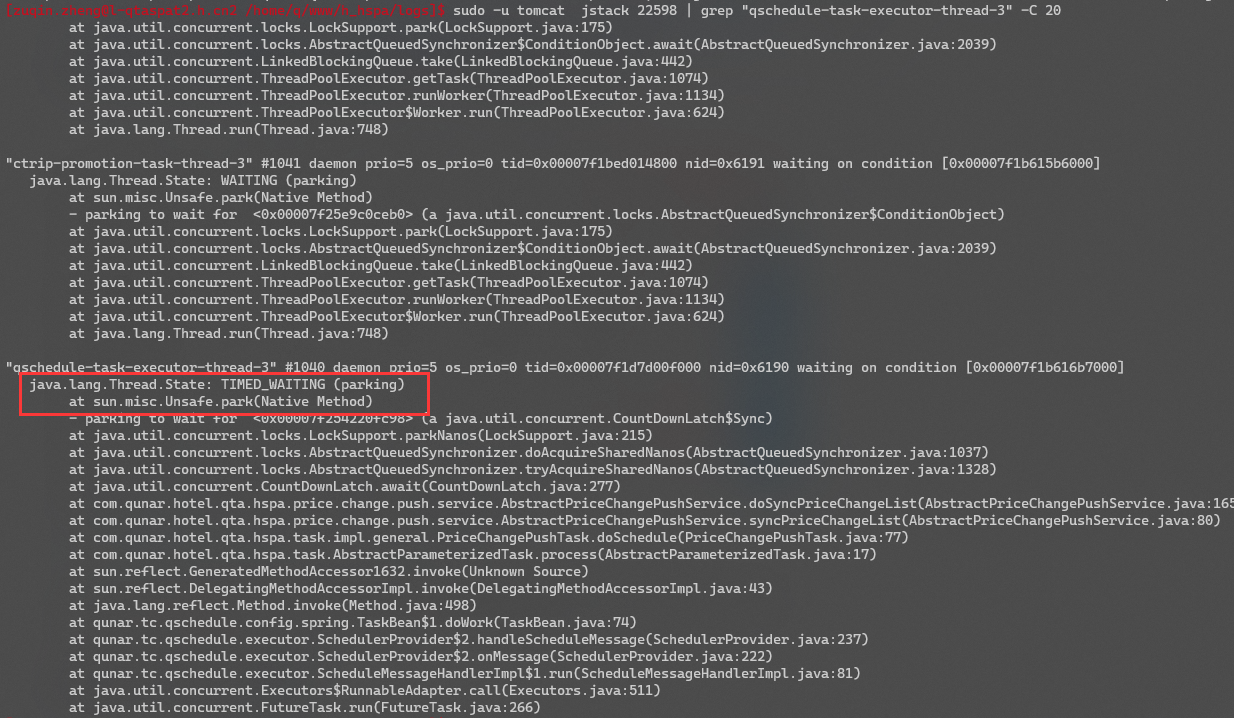 [zuqin.zheng@l-qtaspat2.h.cn2 /home/q/www/h_hspa/logs]$ sudo -u tomcat  jstack 22598 | grep "qschedule-task-executor-thread-3" -C 20
at java.util.concurrent.locks.LockSupport.park(LockSupport.java:175)
at java.util.concurrent.locks.AbstractQueuedSynchronizer$ConditionObject.await(AbstractQueuedSynchronizer.java:2039)
at java.util.concurrent.LinkedBlockingQueue.take(LinkedBlockingQueue.java:442)
at java.util.concurrent.ThreadPoolExecutor.getTask(ThreadPoolExecutor.java:1074)
at java.util.concurrent.ThreadPoolExecutor.runWorker(ThreadPoolExecutor.java:1134)
at java.util.concurrent.ThreadPoolExecutor$Worker.run(ThreadPoolExecutor.java:624)
at java.lang.Thread.run(Thread.java:748)
"ctrip-promotion-task-thread-3" #1041 daemon prio=5 os_prio=0 tid=0x00007f1bed014800 nid=0x6191 waiting on condition [0x00007f1b615b6000]
java.lang.Thread.State: WAITING (parking)
at sun.misc.Unsafe.park(Native Method)
- parking to wait for  <0x00007f25e9c0ceb0> (a java.util.concurrent.locks.AbstractQueuedSynchronizer$ConditionObject)
at java.util.concurrent.locks.LockSupport.park(LockSupport.java:175)
at java.util.concurrent.locks.AbstractQueuedSynchronizer$ConditionObject.await(AbstractQueuedSynchronizer.java:2039)
at java.util.concurrent.LinkedBlockingQueue.take(LinkedBlockingQueue.java:442)
at java.util.concurrent.ThreadPoolExecutor.getTask(ThreadPoolExecutor.java:1074)
at java.util.concurrent.ThreadPoolExecutor.runWorker(ThreadPoolExecutor.java:1134)
at java.util.concurrent.ThreadPoolExecutor$Worker.run(ThreadPoolExecutor.java:624)
at java.lang.Thread.run(Thread.java:748)
"qschedule-task-executor-thread-3" #1040 daemon prio=5 os_prio=0 tid=0x00007f1d7d00f000 nid=0x6190 waiting on condition [0x00007f1b616b7000]
java.lang.Thread.State: TIMED_WAITING (parking)
at sun.misc.Unsafe.park(Native Method)
- parking to wait for  <0x00007f254220fc98> (a java.util.concurrent.CountDownLatch$Sync)
at java.util.concurrent.locks.LockSupport.parkNanos(LockSupport.java:215)
at java.util.concurrent.locks.AbstractQueuedSynchronizer.doAcquireSharedNanos(AbstractQueuedSynchronizer.java:1037)
at java.util.concurrent.locks.AbstractQueuedSynchronizer.tryAcquireSharedNanos(AbstractQueuedSynchronizer.java:1328)
at java.util.concurrent.CountDownLatch.await(CountDownLatch.java:277)
at com.qunar.hotel.qta.hspa.price.change.push.service.AbstractPriceChangePushService.doSyncPriceChangeList(AbstractPriceChangePushService.java:165
at com.qunar.hotel.qta.hspa.price.change.push.service.AbstractPriceChangePushService.syncPriceChangeList(AbstractPriceChangePushService.java:80)
at com.qunar.hotel.qta.hspa.task.impl.general.PriceChangePushTask.doSchedule(PriceChangePushTask.java:77)
at com.qunar.hotel.qta.hspa.task.AbstractParameterizedTask.process(AbstractParameterizedTask.java:17)
at sun.reflect.GeneratedMethodAccessor1632.invoke(Unknown Source)
at sun.reflect.DelegatingMethodAccessorImpl.invoke(DelegatingMethodAccessorImpl.java:43)
at java.lang.reflect.Method.invoke(Method.java:498)
at qunar.tc.qschedule.config.spring.TaskBean$1.doWork(TaskBean.java:74)
at qunar.tc.qschedule.executor.SchedulerProvider$2.handleScheduleMessage(SchedulerProvider.java:237)
at qunar.tc.qschedule.executor.SchedulerProvider$2.onMessage(SchedulerProvider.java:222)
at qunar.tc.qschedule.executor.ScheduleMessageHandlerImpl$1.run(ScheduleMessageHandlerImpl.java:81)
at java.util.concurrent.Executors$RunnableAdapter.call(Executors.java:511)
at java.util.concurrent.FutureTask.run(FutureTask.java:266)